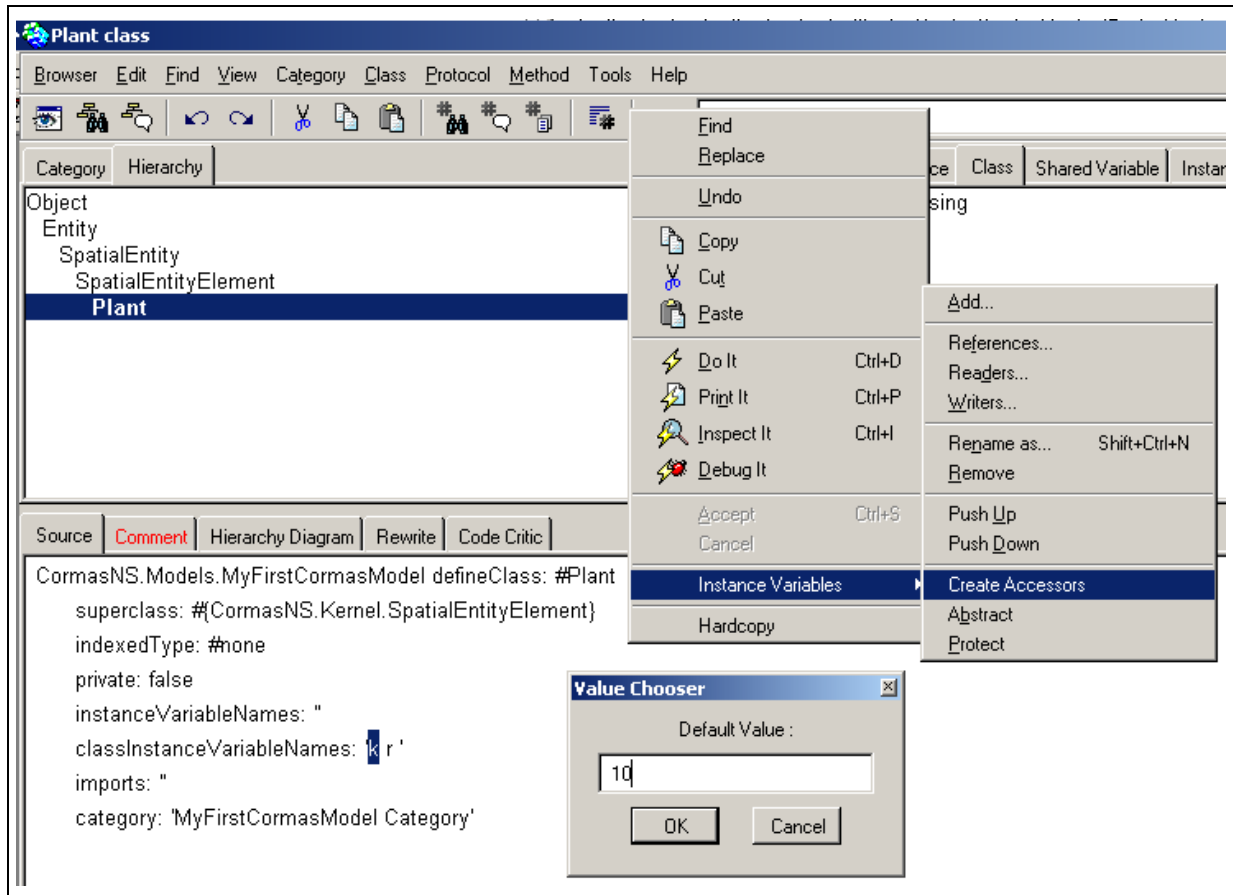 Plant class
Browser Edit Find View Category Class Protocol Method Tools Help
Category Hierarchy
Object
Entity
SpatialEntity
SpatialEntityElement
Plant
ce Class Shared Variable Instar
sing
Find
Replace
Undo
Copy
Cut
Paste
Do It Ctrl+D
Print It Ctrl+P
Inspect It Ctrl+I
Debug It
Accept Ctrl+S
Cancel
Instance Variables
Hardcopy
Add...
References...
Readers...
Writers...
Rename as... Shift+Ctrl+N
Remove
Push Up
Push Down
Create Accessors
Abstract
Protect
Source Comment Hierarchy Diagram Rewrite Code Critic
CormasNS.Models.MyFirstCormasModel defineClass: #Plant
superclass: #{CormasNS.Kernel.SpatialEntityElement}
indexedType: #none
private: false
instanceVariableNames: ''
classInstanceVariableNames: 'k r '
imports: ''
category: 'MyFirstCormasModel Category'
Value Chooser
Default Value :
10
OK Cancel